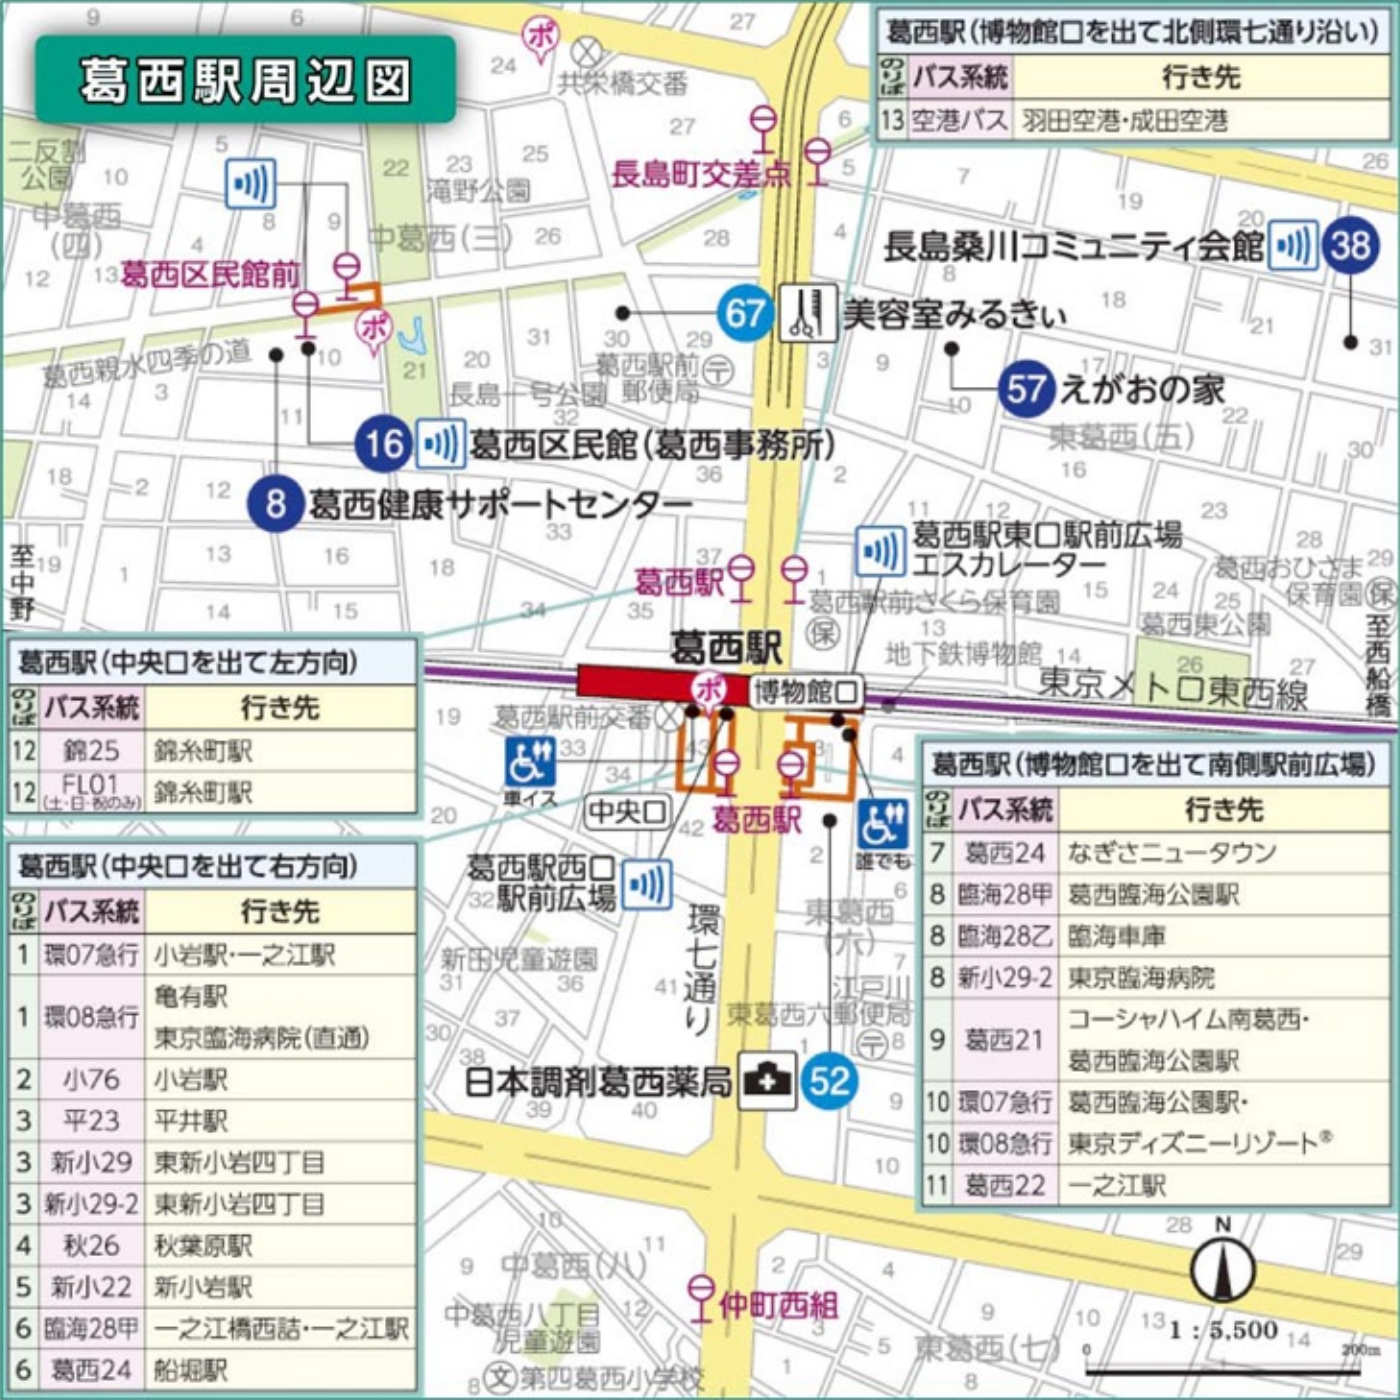 葛西駅周辺図
葛西駅(博物館口を出て北側環七通り沿い)
のりば バス系統 行き先
13 空港バス 羽田空港・成田空港
共栄橋交番
長島町交差点
二反割公園
中葛西(四)
滝野公園
中葛西(三)
葛西区民館前
長島桑川コミュニティ会館 38
67 美容室みるきぃ
葛西親水四季の道
葛西駅前郵便局
長島一号公園
57 えがおの家
東葛西(五)
16 葛西区民館(葛西事務所)
8 葛西健康サポートセンター
葛西駅東口駅前広場
エスカレーター
至中野
葛西駅
葛西駅前さくら保育園
保
葛西おひさま保育園
保
葛西東公園
地下鉄博物館
至西船橋
葛西駅
博物館口
東京メトロ東西線
葛西駅前交番
車イス
中央口
葛西駅
誰でも
葛西駅西口
駅前広場
環七通り
東葛西(六)
新田児童遊園
江戸川東葛西六郵便局
日本調剤葛西薬局 52
中葛西(八)
中葛西八丁目児童遊園
仲町西組
文 第四葛西小学校
東葛西(七)
N
1:5,500
0 200m
葛西駅(中央口を出て左方向)
のりば バス系統 行き先
12 錦25 錦糸町駅
12 FL01 (土・日・祝のみ) 錦糸町駅
葛西駅(中央口を出て右方向)
のりば バス系統 行き先
1 環07急行 小岩駅・一之江駅
1 環08急行 亀有駅
東京臨海病院(直通)
2 小76 小岩駅
3 平23 平井駅
3 新小29 東新小岩四丁目
3 新小29-2 東新小岩四丁目
4 秋26 秋葉原駅
5 新小22 新小岩駅
6 臨海28甲 一之江橋西詰・一之江駅
6 葛西24 船堀駅
葛西駅(博物館口を出て南側駅前広場)
のりば バス系統 行き先
7 葛西24 なぎさニュータウン
8 臨海28甲 葛西臨海公園駅
8 臨海28乙 臨海車庫
8 新小29-2 東京臨海病院
9 葛西21 コーシャハイム南葛西・
葛西臨海公園駅
10 環07急行 葛西臨海公園駅・
10 環08急行 東京ディズニーリゾート®
11 葛西22 一之江駅